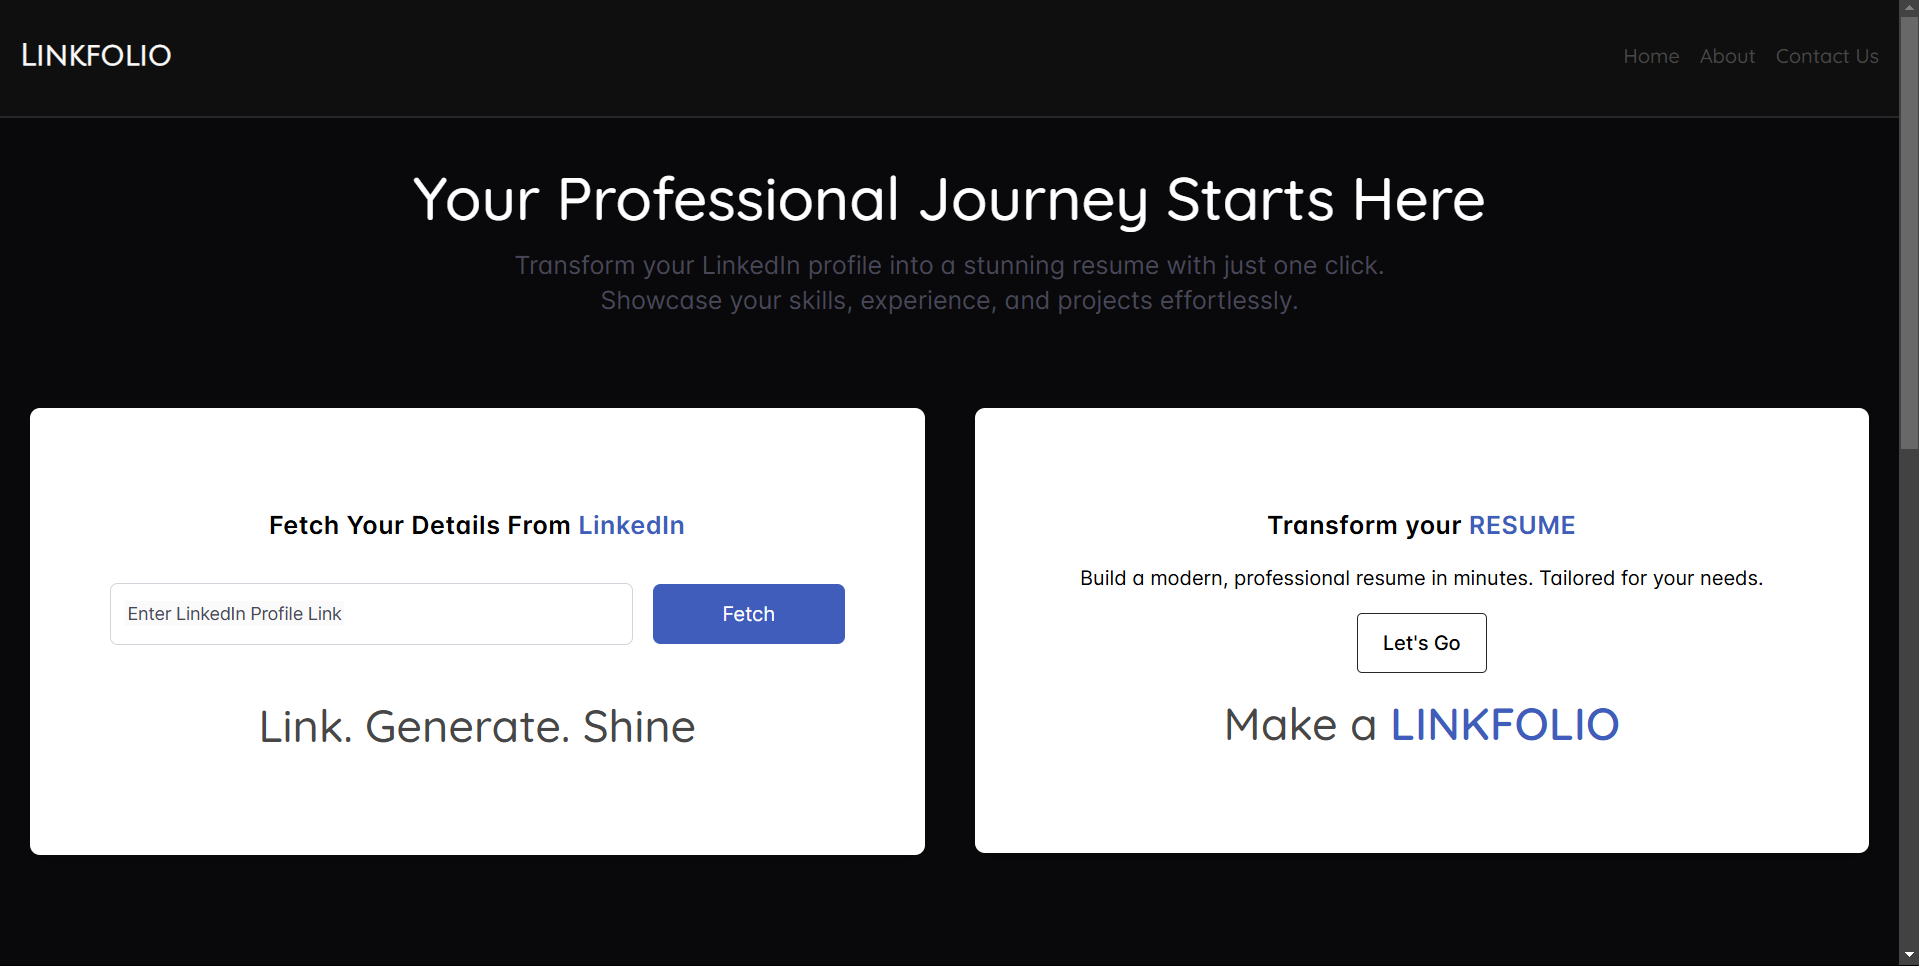 LINKFOLIO
Home About Contact Us
Your Professional Journey Starts Here
Transform your LinkedIn profile into a stunning resume with just one click.
Showcase your skills, experience, and projects effortlessly.
Fetch Your Details From LinkedIn
Enter LinkedIn Profile Link
Fetch
Link. Generate. Shine
Transform your RESUME
Build a modern, professional resume in minutes. Tailored for your needs.
Let's Go
Make a LINKFOLIO